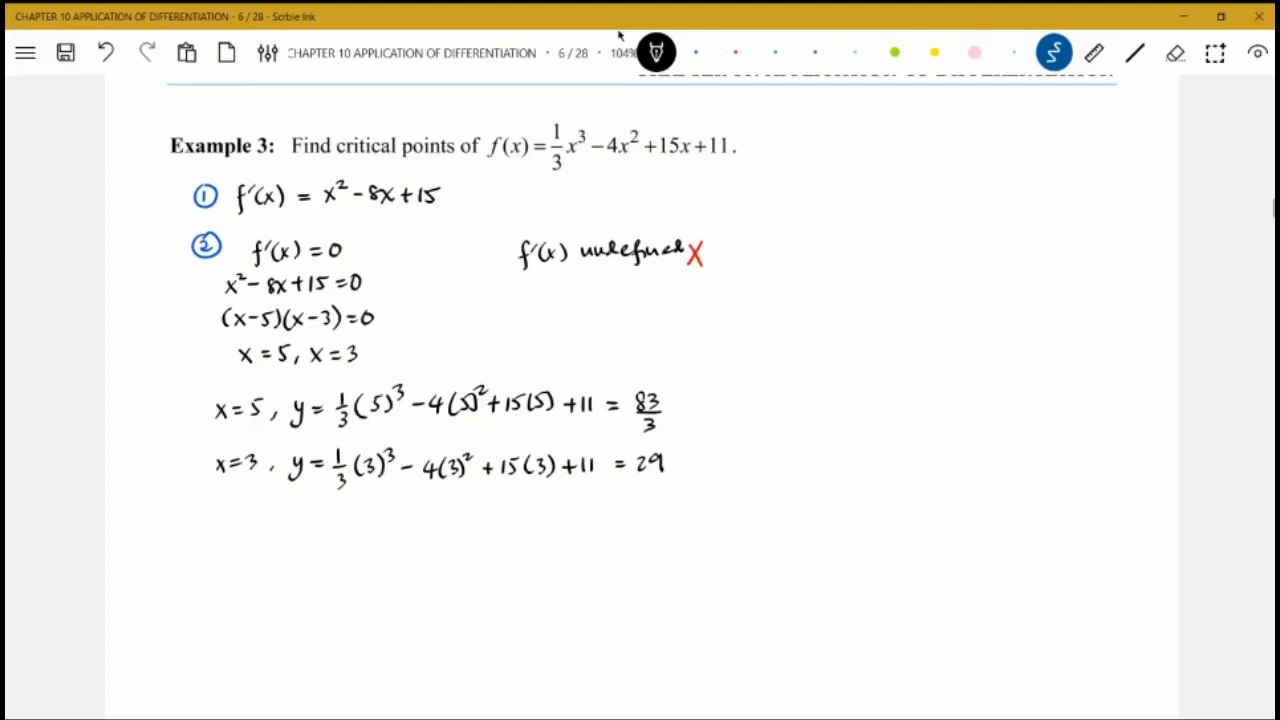 CHAPTER 10 APPLICATION OF DIFFERENTIATION - 6 / 28 - Scrble Ink
CHAPTER 10 APPLICATION OF DIFFERENTIATION • 6 / 28 • 104%
Example 3: Find critical points of f(x) = 1/3 x³ − 4x² + 15x + 11.
① f'(x) = x² - 8x + 15
② f'(x) = 0 f'(x) undefined X
x² - 8x + 15 = 0
(x-5)(x-3) = 0
x = 5, x = 3
x = 5, y = 1/3 (5)³ - 4(5)² + 15(5) + 11 = 83/3
x = 3, y = 1/3 (3)³ - 4(3)² + 15(3) + 11 = 29